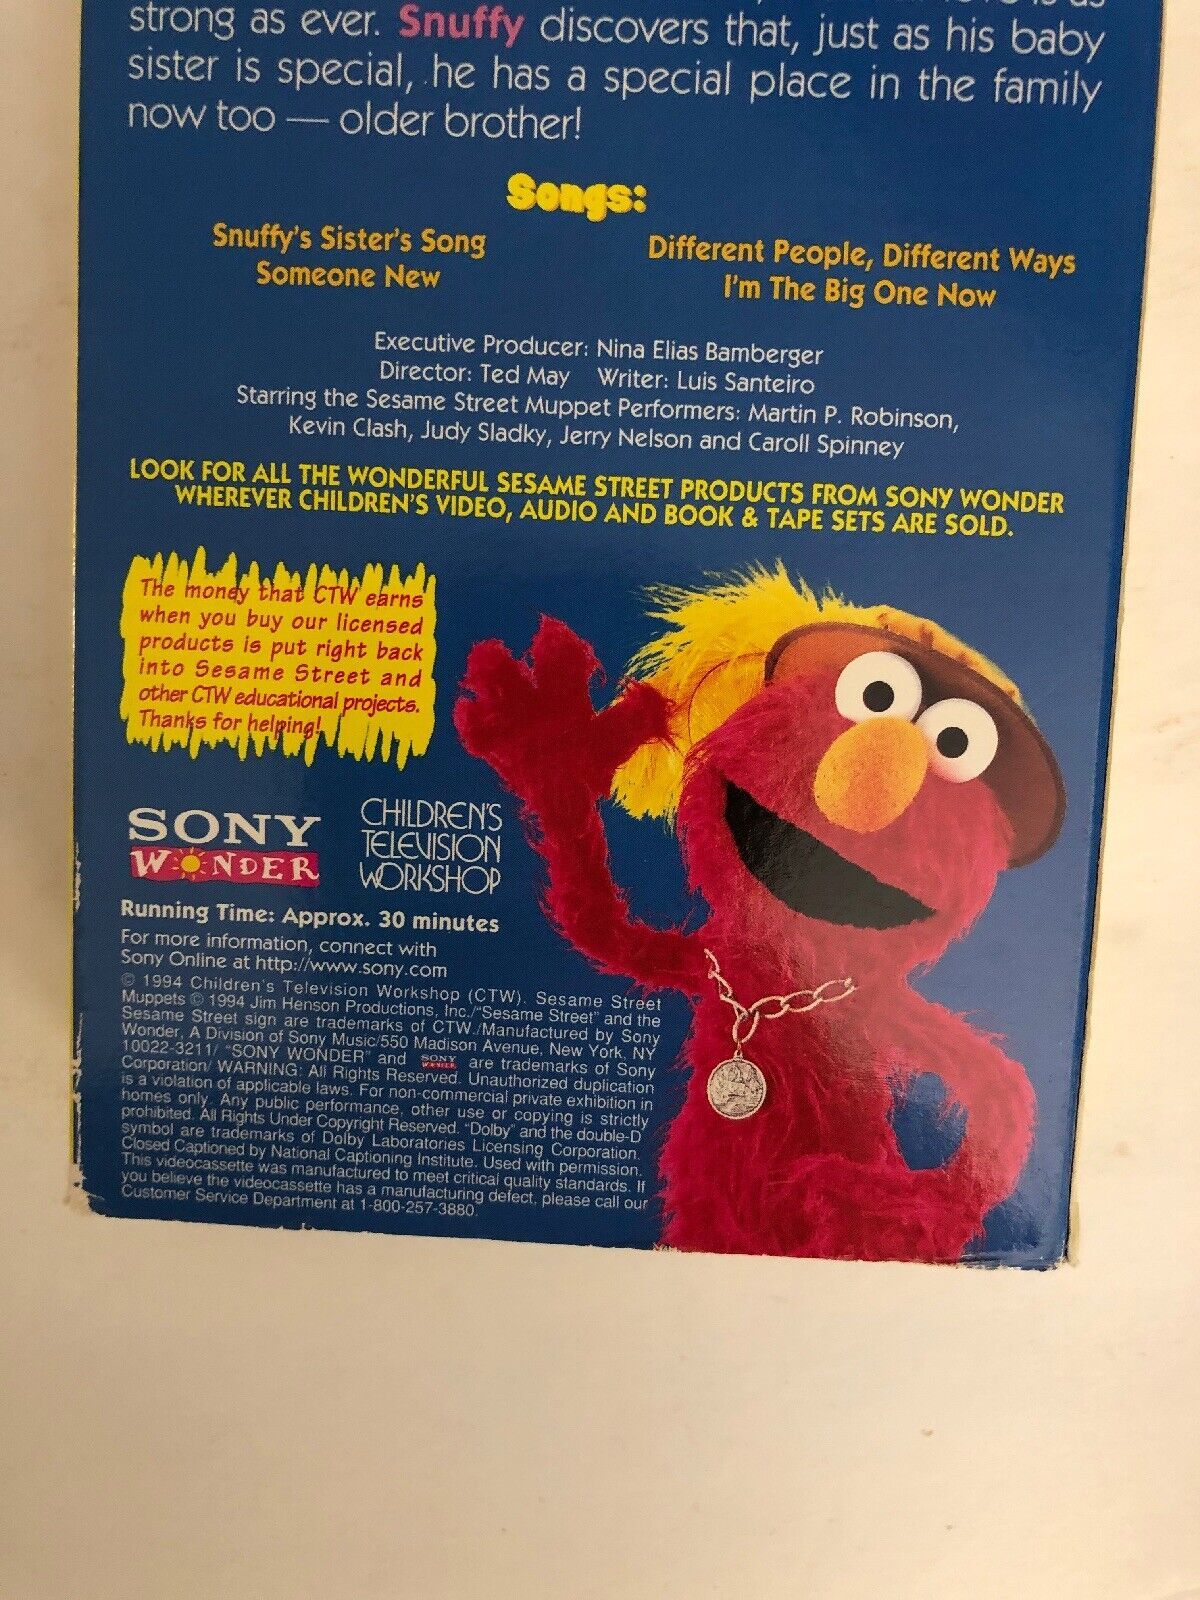 strong as ever. Snuffy discovers that, just as his baby
sister is special, he has a special place in the family
now too — older brother!
Songs:
Snuffy's Sister's Song
Someone New
Different People, Different Ways
I'm The Big One Now
Executive Producer: Nina Elias Bamberger
Director: Ted May Writer: Luis Santeiro
Starring the Sesame Street Muppet Performers: Martin P. Robinson,
Kevin Clash, Judy Sladky, Jerry Nelson and Caroll Spinney
LOOK FOR ALL THE WONDERFUL SESAME STREET PRODUCTS FROM SONY WONDER
WHEREVER CHILDREN'S VIDEO, AUDIO AND BOOK & TAPE SETS ARE SOLD.
The money that CTW earns
when you buy our licensed
products is put right back
into Sesame Street and
other CTW educational projects.
Thanks for helping!
SONY
WONDER
CHILDREN'S
TELEVISION
WORKSHOP
Running Time: Approx. 30 minutes
For more information, connect with
Sony Online at http://www.sony.com
© 1994 Children's Television Workshop (CTW). Sesame Street
Muppets © 1994 Jim Henson Productions, Inc./"Sesame Street" and the
Sesame Street sign are trademarks of CTW./Manufactured by Sony
Wonder, A Division of Sony Music/550 Madison Avenue, New York, NY
10022-3211/ "SONY WONDER" and SONY WONDER are trademarks of Sony
Corporation/ WARNING: All Rights Reserved. Unauthorized duplication
is a violation of applicable laws. For non-commercial private exhibition in
homes only. Any public performance, other use or copying is strictly
prohibited. All Rights Under Copyright Reserved. "Dolby" and the double-D
symbol are trademarks of Dolby Laboratories Licensing Corporation.
Closed Captioned by National Captioning Institute. Used with permission.
This videocassette was manufactured to meet critical quality standards. If
you believe the videocassette has a manufacturing defect, please call our
Customer Service Department at 1-800-257-3880.